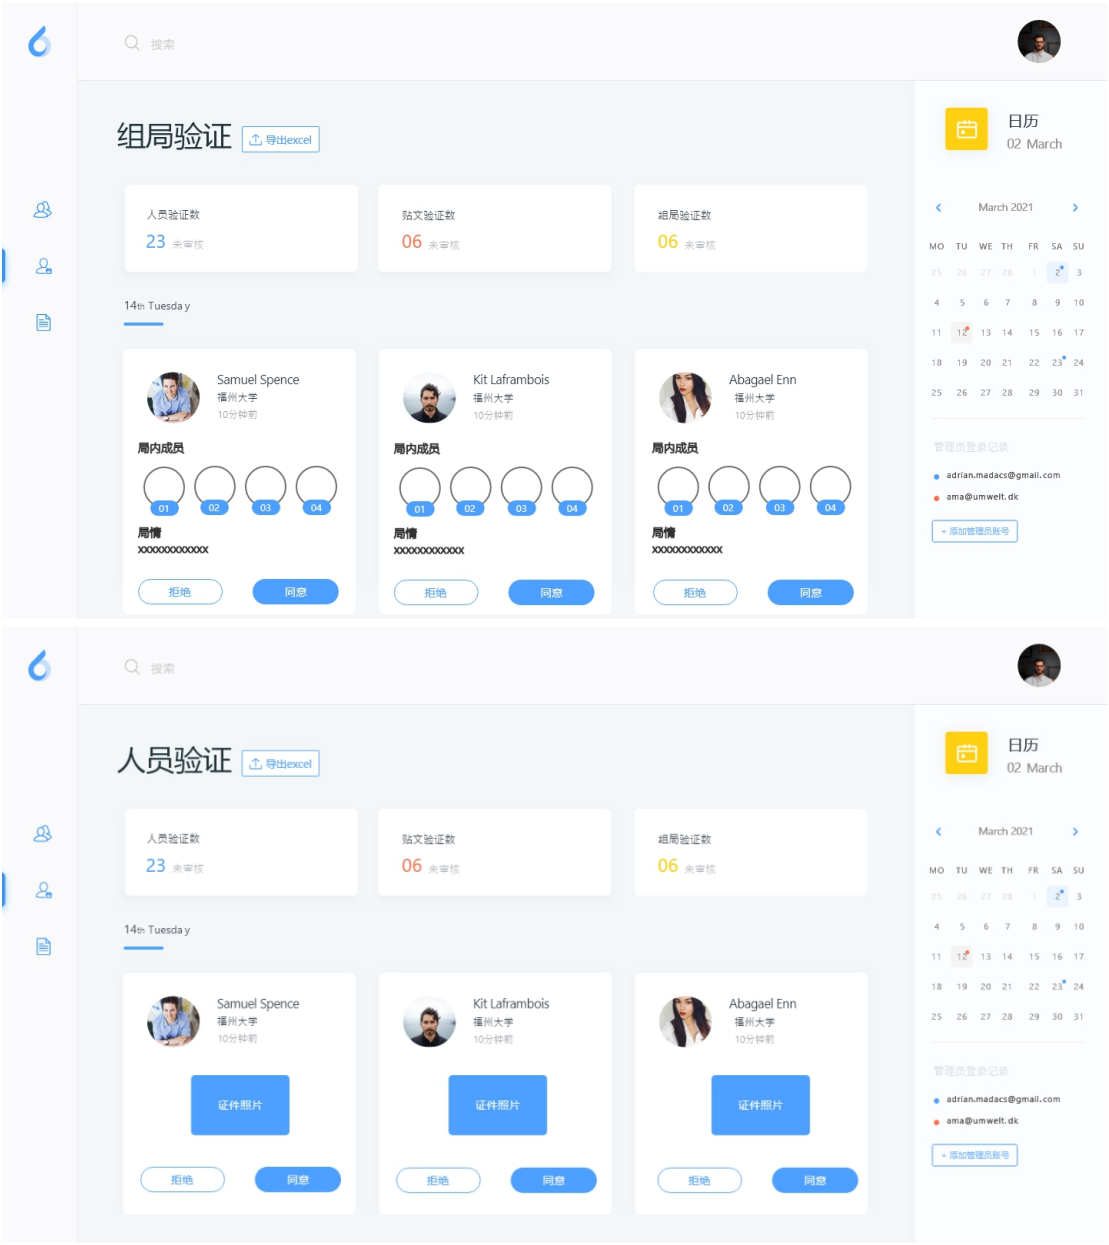 搜索
组局验证 导出excel
人员验证数
23 未审核
贴文验证数
06 未审核
组局验证数
06 未审核
14th Tuesday
Samuel Spence
福州大学
10分钟前
局内成员
01 02 03 04
局情
xxxxxxxxxxxx
拒绝 同意
Kit Laframbois
福州大学
10分钟前
局内成员
01 02 03 04
局情
xxxxxxxxxxxx
拒绝 同意
Abagael Enn
福州大学
10分钟前
局内成员
01 02 03 04
局情
xxxxxxxxxxxx
拒绝 同意
日历
02 March
March 2021
MO TU WE TH FR SA SU
25 26 27 28 1 2 3
4 5 6 7 8 9 10
11 12 13 14 15 16 17
18 19 20 21 22 23 24
25 26 27 28 29 30 31
管理员登录记录
adrian.madacs@gmail.com
ama@umwelt.dk
+ 添加管理员账号
搜索
人员验证 导出excel
人员验证数
23 未审核
贴文验证数
06 未审核
组局验证数
06 未审核
14th Tuesday
Samuel Spence
福州大学
10分钟前
证件照片
拒绝 同意
Kit Laframbois
福州大学
10分钟前
证件照片
拒绝 同意
Abagael Enn
福州大学
10分钟前
证件照片
拒绝 同意
日历
02 March
March 2021
MO TU WE TH FR SA SU
25 26 27 28 1 2 3
4 5 6 7 8 9 10
11 12 13 14 15 16 17
18 19 20 21 22 23 24
25 26 27 28 29 30 31
管理员登录记录
adrian.madacs@gmail.com
ama@umwelt.dk
+ 添加管理员账号